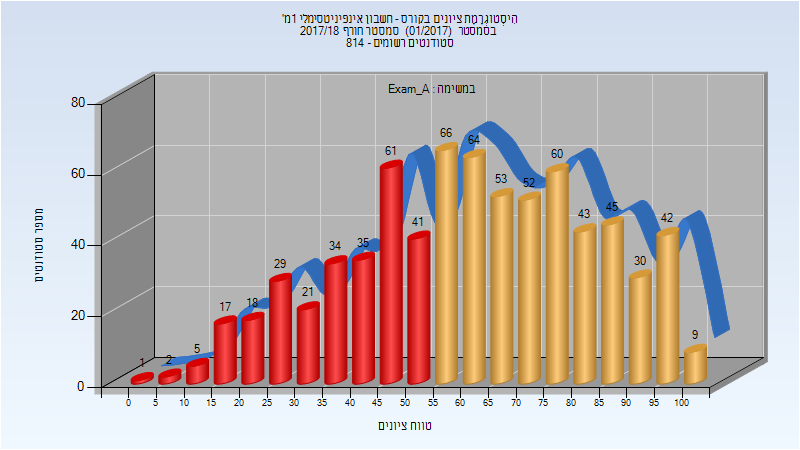 היסטוגרמת ציונים בקורס - חשבון אינפיניטסימלי 1מ'
בסמסטר (01/2017) סמסטר חורף 2017/18
סטודנטים רשומים - 814
במשימה : Exam_A
מספר סטודנטים
80
60
40
20
0
1 2 5 17 18 29 21 34 35 61 41 66 64 53 52 60 43 45 30 42 9
0 5 10 15 20 25 30 35 40 45 50 55 60 65 70 75 80 85 90 95 100
טווח ציונים